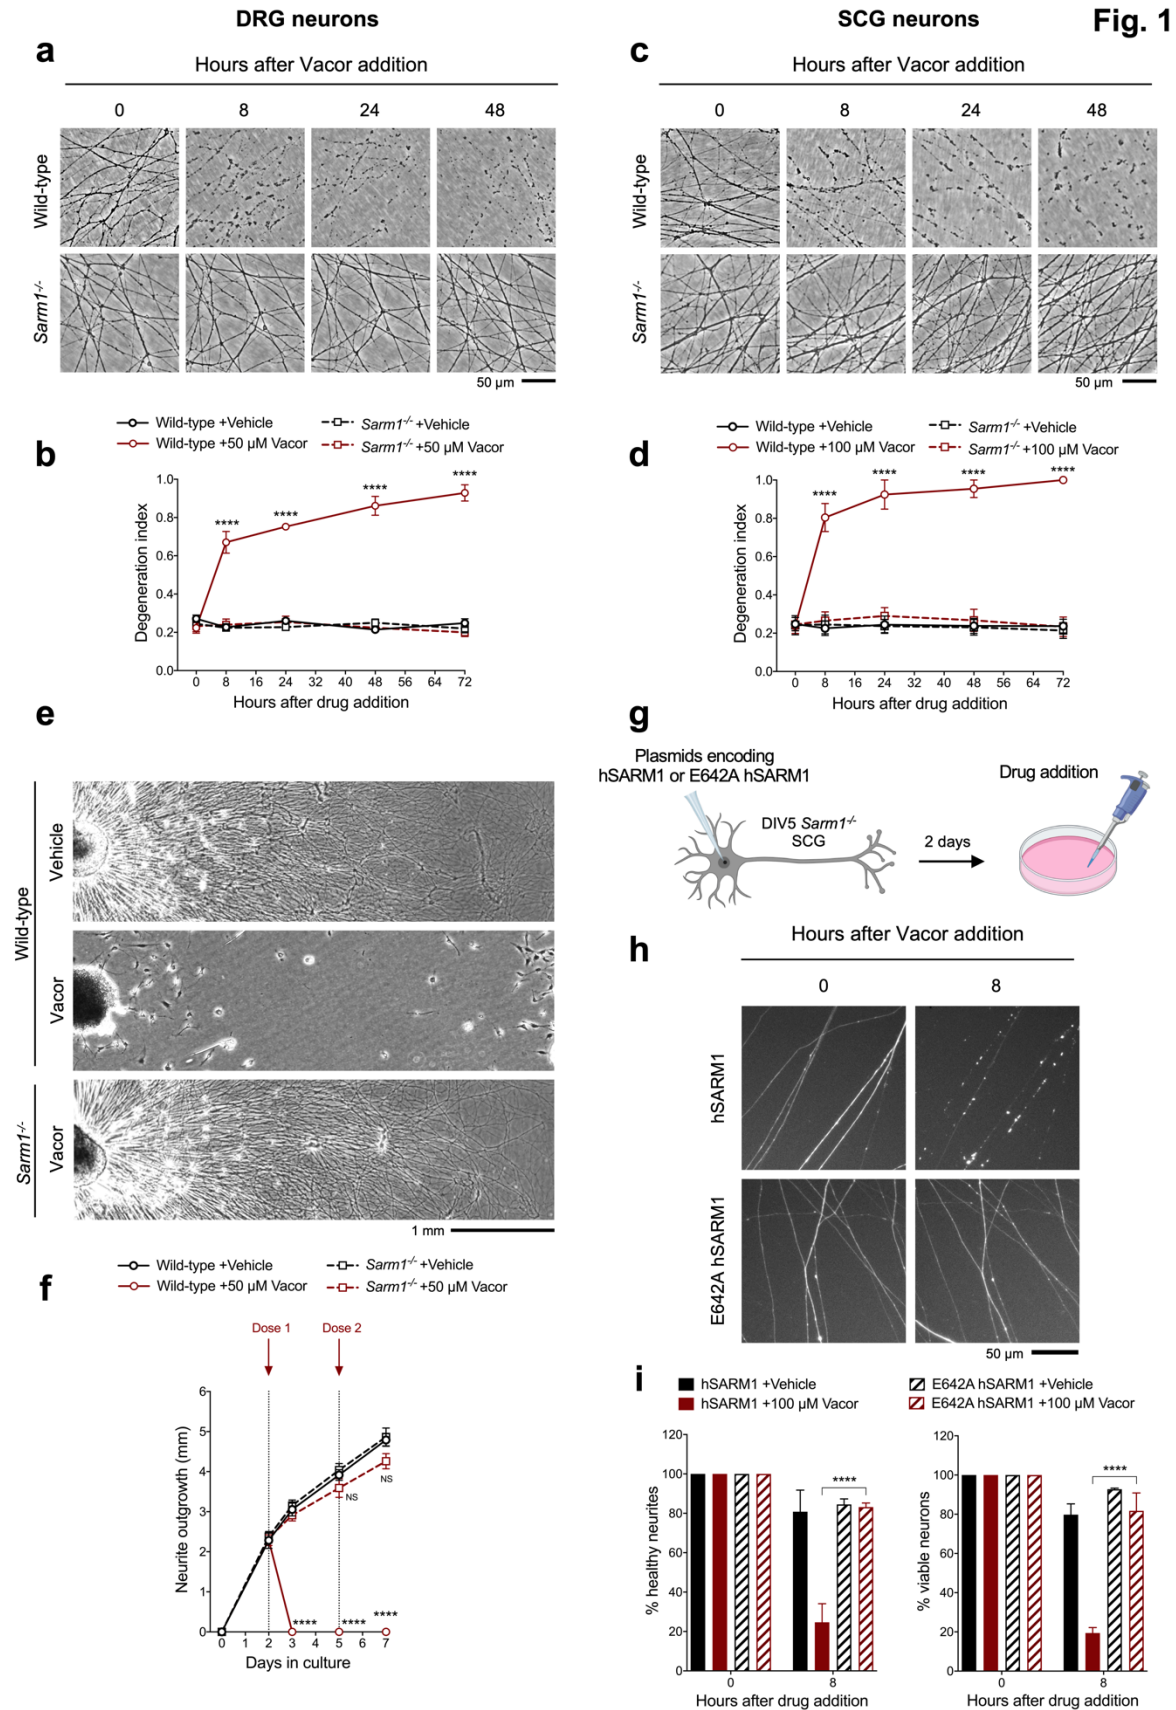 DRG neurons
SCG neurons
Fig. 1
a
Hours after Vacor addition
0 8 24 48
Wild-type
Sarm1-/-
50 µm
c
Hours after Vacor addition
0 8 24 48
Wild-type
Sarm1-/-
50 µm
b
Wild-type +Vehicle
Sarm1-/- +Vehicle
Wild-type +50 µM Vacor
Sarm1-/- +50 µM Vacor
Degeneration index
1.0
0.8
0.6
0.4
0.2
0.0
****
****
****
****
0 8 16 24 32 40 48 56 64 72
Hours after drug addition
d
Wild-type +Vehicle
Sarm1-/- +Vehicle
Wild-type +100 µM Vacor
Sarm1-/- +100 µM Vacor
Degeneration index
1.0
0.8
0.6
0.4
0.2
0.0
****
****
****
****
0 8 16 24 32 40 48 56 64 72
Hours after drug addition
e
Wild-type
Vehicle
Vacor
Sarm1-/-
Vacor
1 mm
g
Plasmids encoding
hSARM1 or E642A hSARM1
DIV5 Sarm1-/-
SCG
2 days
Drug addition
h
Hours after Vacor addition
0 8
hSARM1
E642A hSARM1
50 µm
f
Wild-type +Vehicle
Sarm1-/- +Vehicle
Wild-type +50 µM Vacor
Sarm1-/- +50 µM Vacor
Dose 1
Dose 2
Neurite outgrowth (mm)
6
5
4
3
2
1
0
NS
NS
****
****
****
0 1 2 3 4 5 6 7
Days in culture
i
hSARM1 +Vehicle
E642A hSARM1 +Vehicle
hSARM1 +100 µM Vacor
E642A hSARM1 +100 µM Vacor
% healthy neurites
120
100
80
60
40
20
0
****
0 8
Hours after drug addition
% viable neurons
120
100
80
60
40
20
0
****
0 8
Hours after drug addition